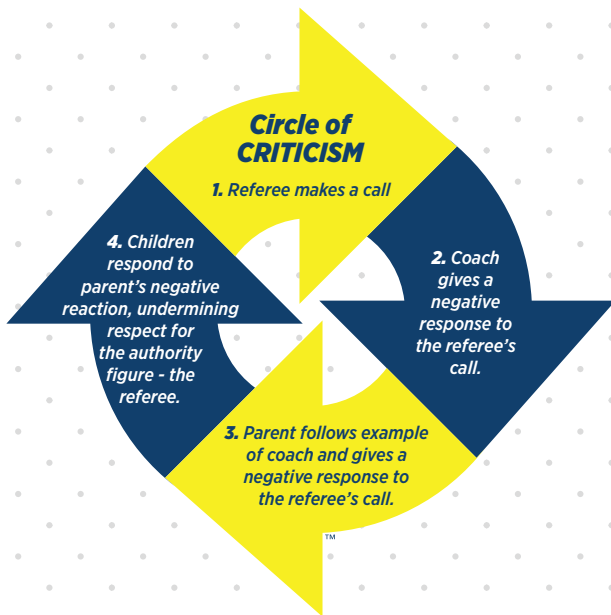 Circle of
CRITICISM
1. Referee makes a call
2. Coach
gives a
negative
response to
the referee's
call.
3. Parent follows example
of coach and gives a
negative response to
the referee's call.
TM
4. Children
respond to
parent's negative
reaction, undermining
respect for
the authority
figure - the
referee.